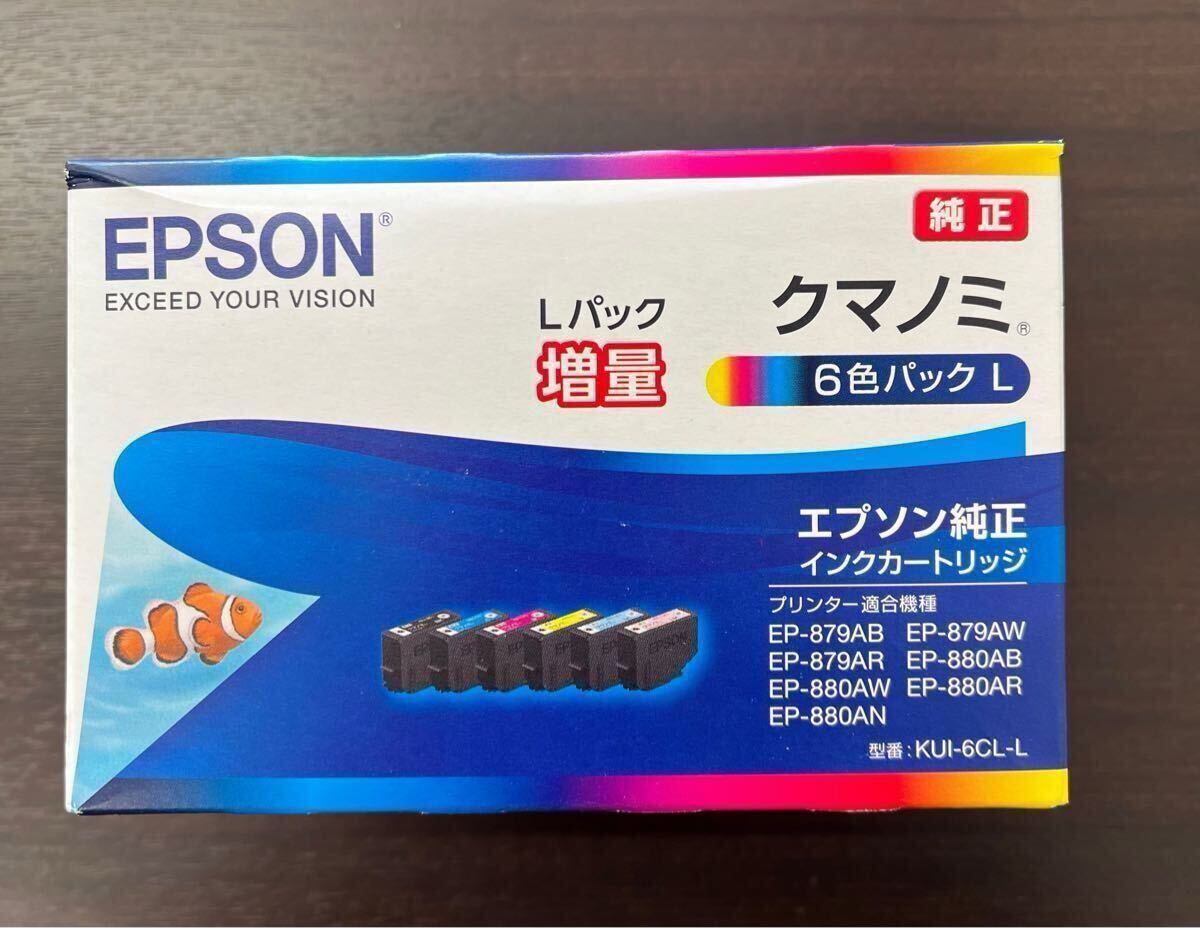 EPSON®
EXCEED YOUR VISION
純正
Lパック
増量
クマノミ®
6色パック L
エプソン純正
インクカートリッジ
プリンター適合機種
EP-879AB EP-879AW
EP-879AR EP-880AB
EP-880AW EP-880AR
EP-880AN
型番:KUI-6CL-L